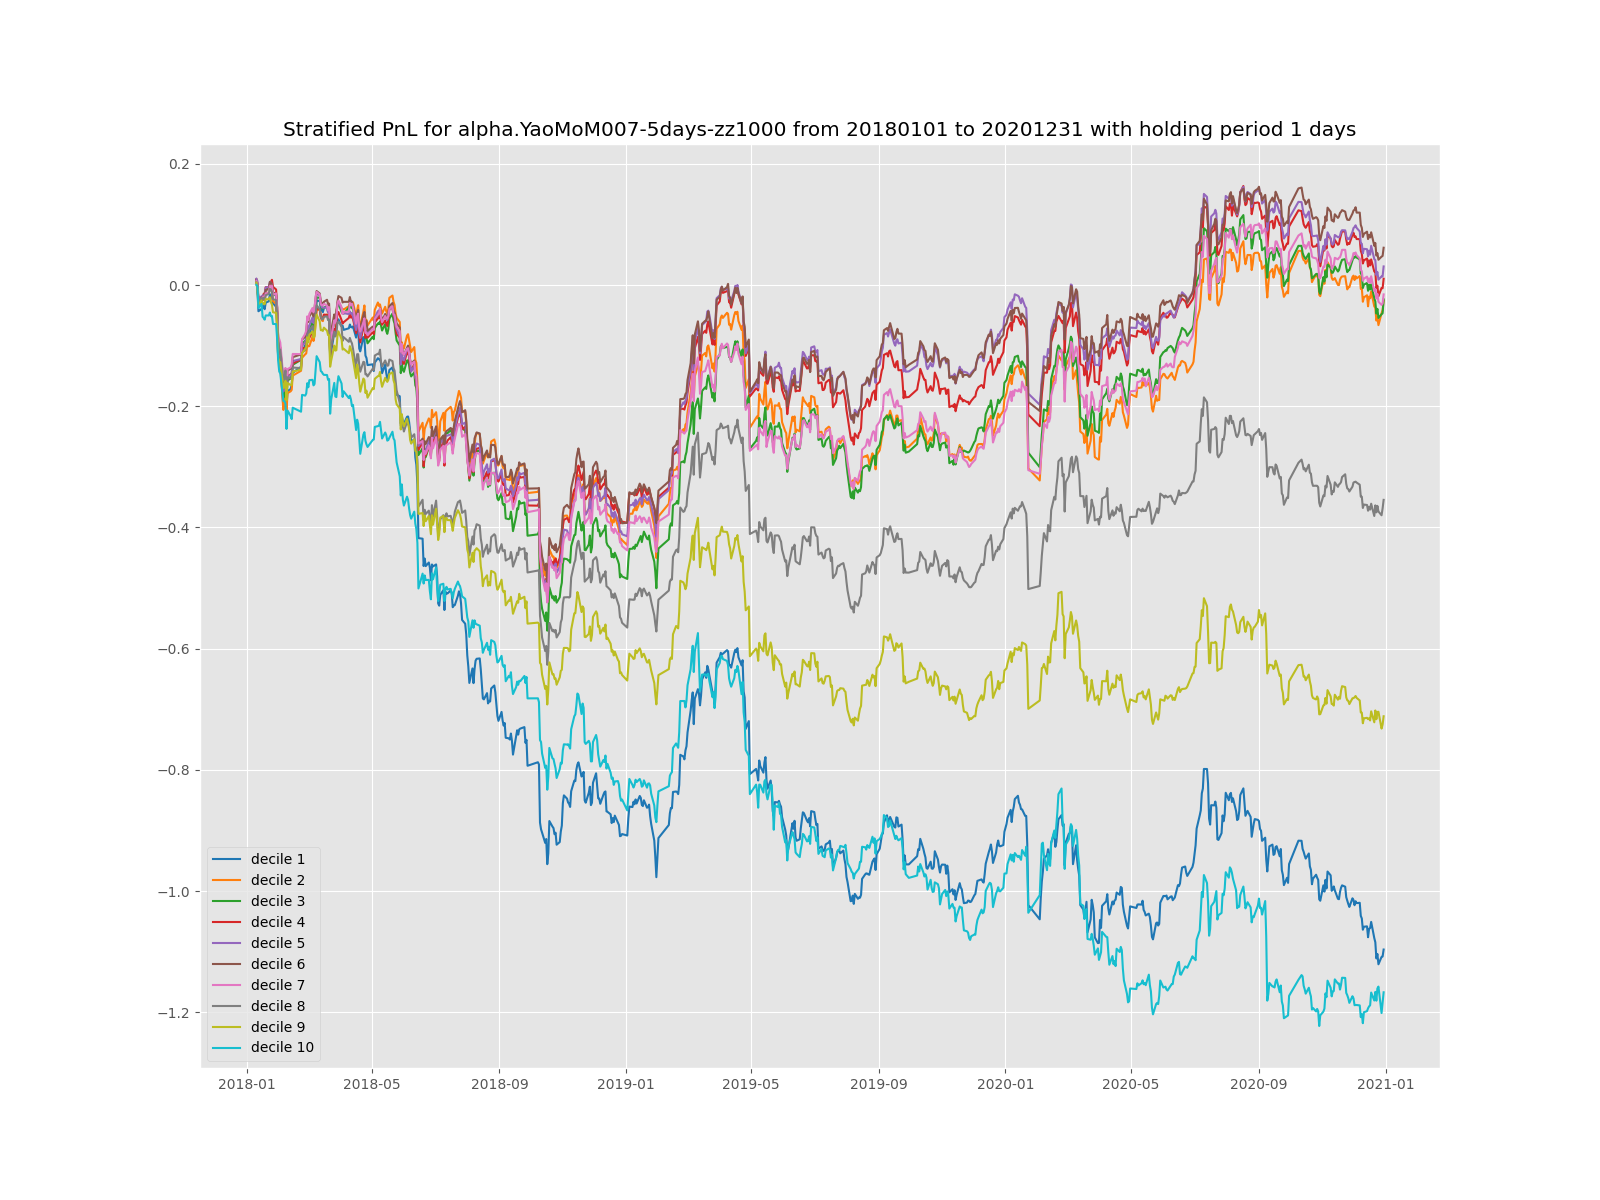 Stratified PnL for alpha.YaoMoM007-5days-zz1000 from 20180101 to 20201231 with holding period 1 days
0.2
0.0
−0.2
−0.4
−0.6
−0.8
−1.0
−1.2
decile 1
decile 2
decile 3
decile 4
decile 5
decile 6
decile 7
decile 8
decile 9
decile 10
2018-01 2018-05 2018-09 2019-01 2019-05 2019-09 2020-01 2020-05 2020-09 2021-01